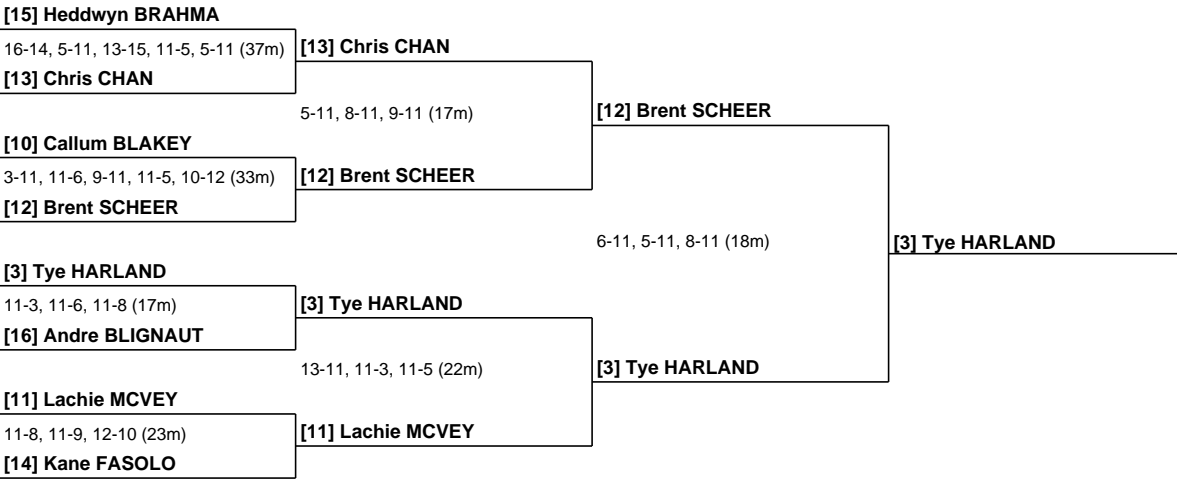 [15] Heddwyn BRAHMA
16-14, 5-11, 13-15, 11-5, 5-11 (37m)
[13] Chris CHAN
[13] Chris CHAN
5-11, 8-11, 9-11 (17m)
[12] Brent SCHEER
[10] Callum BLAKEY
3-11, 11-6, 9-11, 11-5, 10-12 (33m)
[12] Brent SCHEER
[12] Brent SCHEER
6-11, 5-11, 8-11 (18m)
[3] Tye HARLAND
[3] Tye HARLAND
11-3, 11-6, 11-8 (17m)
[3] Tye HARLAND
[16] Andre BLIGNAUT
13-11, 11-3, 11-5 (22m)
[3] Tye HARLAND
[11] Lachie MCVEY
11-8, 11-9, 12-10 (23m)
[11] Lachie MCVEY
[14] Kane FASOLO